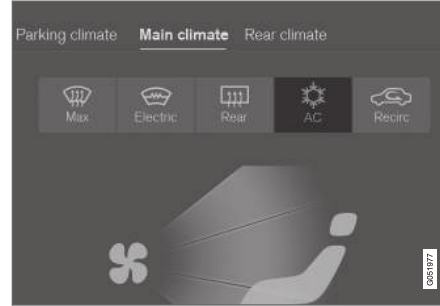 Parking climate Main climate Rear climate
Max Electric Rear AC Recirc
G051977